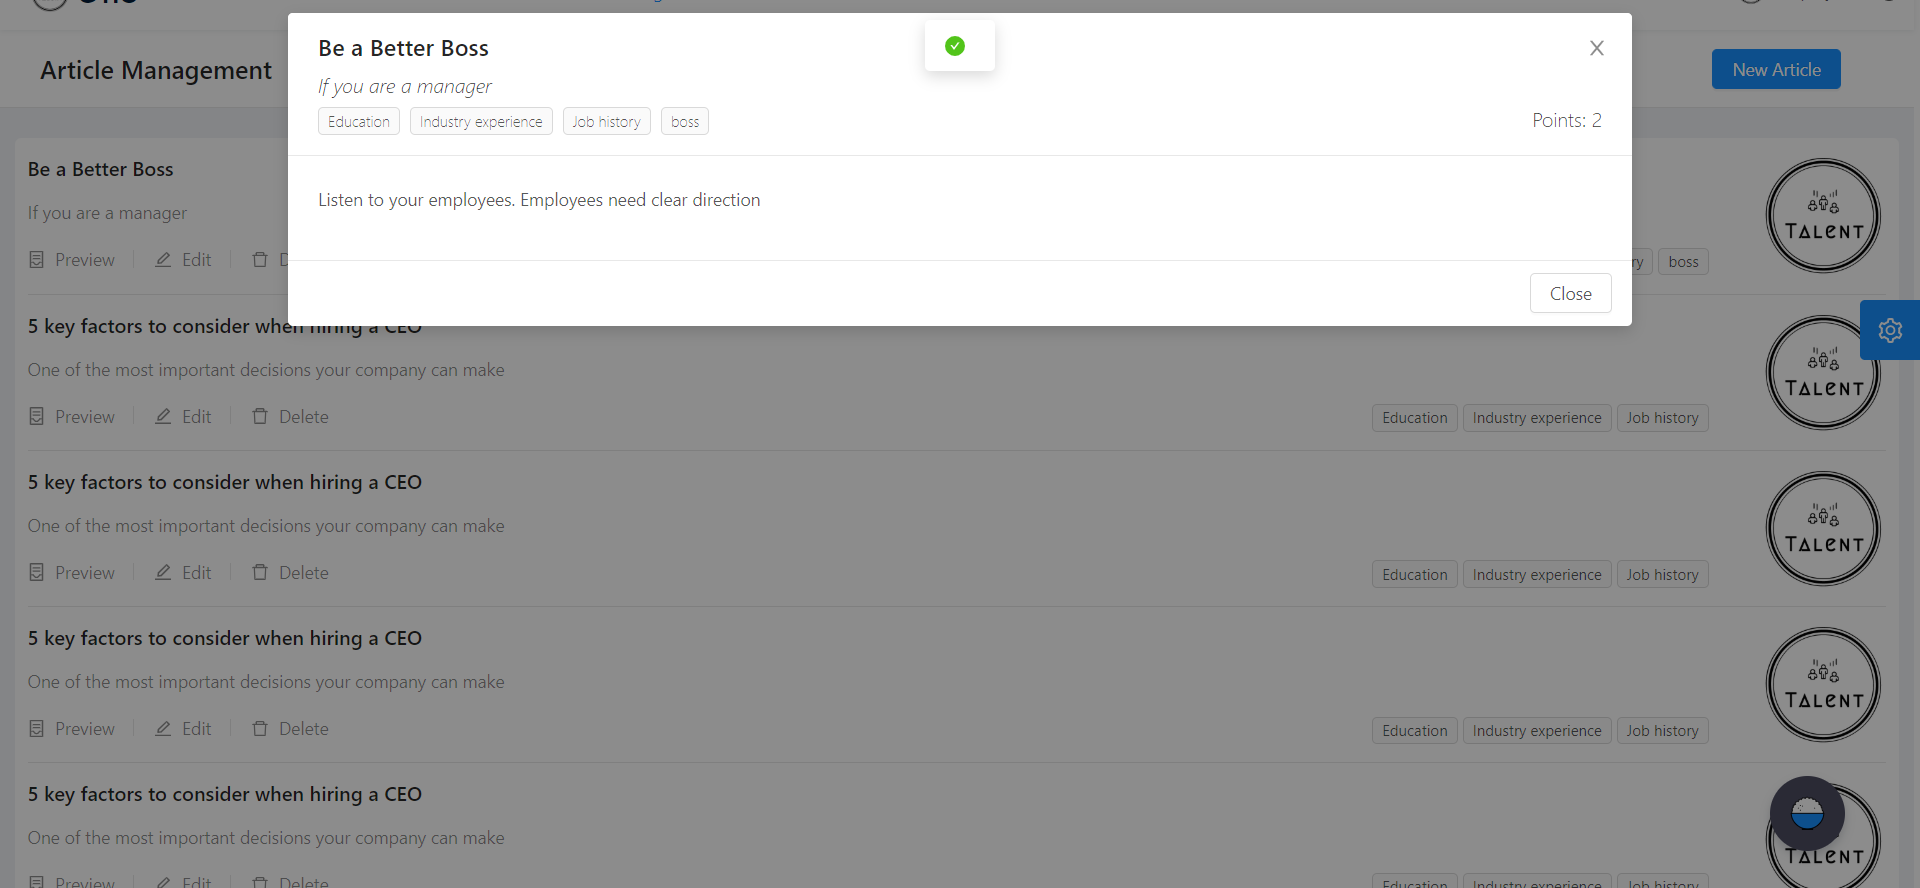 Be a Better Boss
If you are a manager
Education Industry experience Job history boss
Points: 2
Listen to your employees. Employees need clear direction
Close
Article Management
New Article
Be a Better Boss
If you are a manager
Preview Edit
boss
TALENT
5 key factors to consider when hiring a CEO
One of the most important decisions your company can make
Preview Edit Delete
Education Industry experience Job history
TALENT
5 key factors to consider when hiring a CEO
One of the most important decisions your company can make
Preview Edit Delete
Education Industry experience Job history
TALENT
5 key factors to consider when hiring a CEO
One of the most important decisions your company can make
Preview Edit Delete
Education Industry experience Job history
TALENT
5 key factors to consider when hiring a CEO
One of the most important decisions your company can make
Preview Edit Delete
Education Industry experience Job history
TALENT